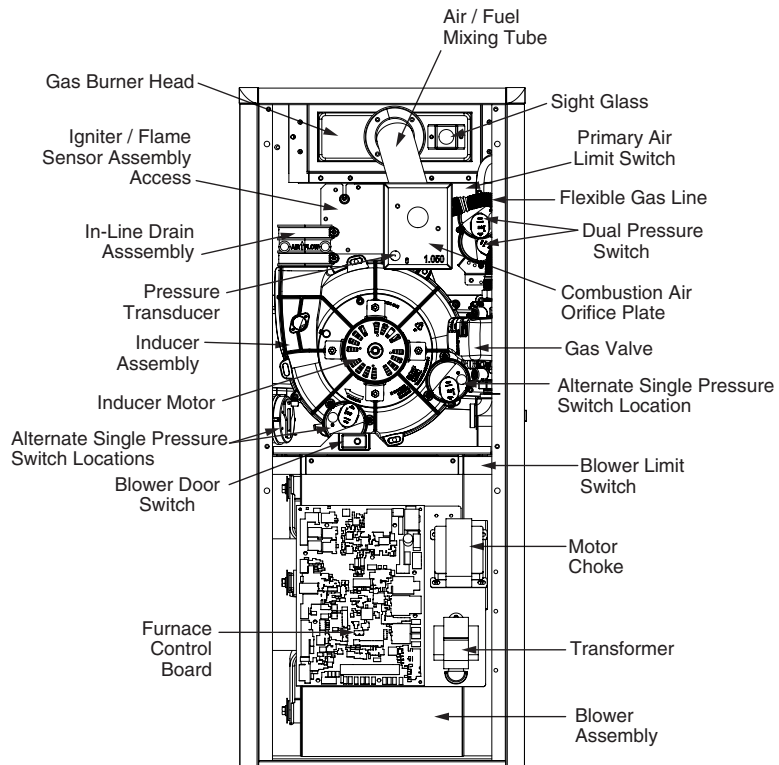 Air / Fuel
Mixing Tube
Gas Burner Head
Sight Glass
Igniter / Flame
Sensor Assembly
Access
Primary Air
Limit Switch
Flexible Gas Line
In-Line Drain
Asssembly
Dual Pressure
Switch
AIR FLOW
1.050
Pressure
Transducer
Combustion Air
Orifice Plate
Inducer
Assembly
Gas Valve
Inducer Motor
Alternate Single Pressure
Switch Location
Alternate Single Pressure
Switch Locations
Blower Door
Switch
Blower Limit
Switch
Motor
Choke
Furnace
Control
Board
Transformer
Blower
Assembly